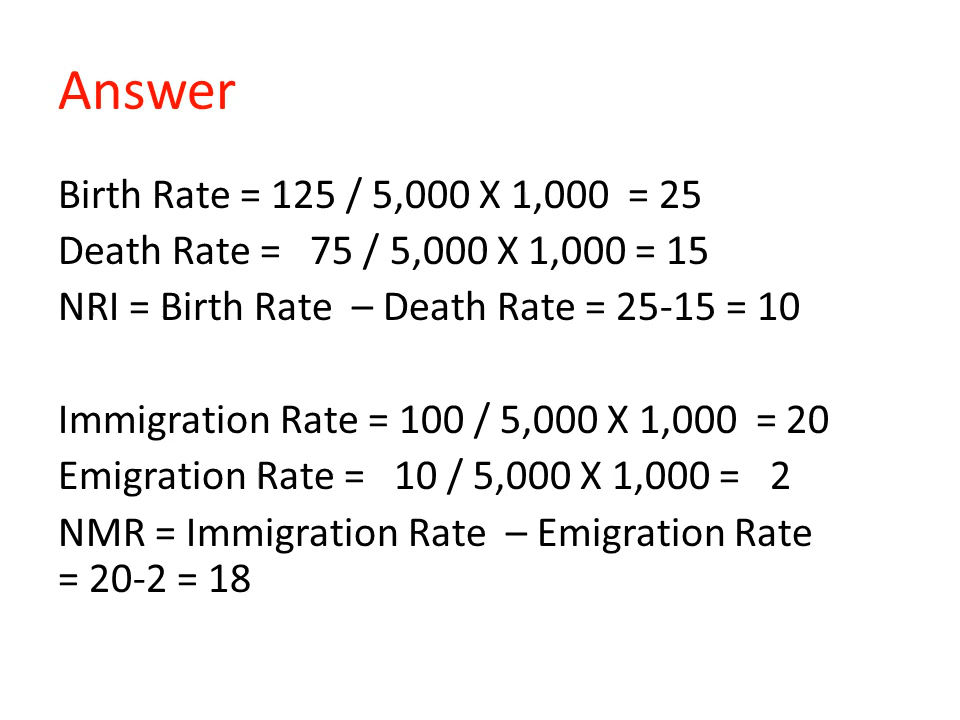 Answer
Birth Rate = 125 / 5,000 X 1,000  = 25
Death Rate =   75 / 5,000 X 1,000 = 15
NRI = Birth Rate  – Death Rate = 25-15 = 10
Immigration Rate = 100 / 5,000 X 1,000  = 20
Emigration Rate =   10 / 5,000 X 1,000 =   2
NMR = Immigration Rate  – Emigration Rate
= 20-2 = 18